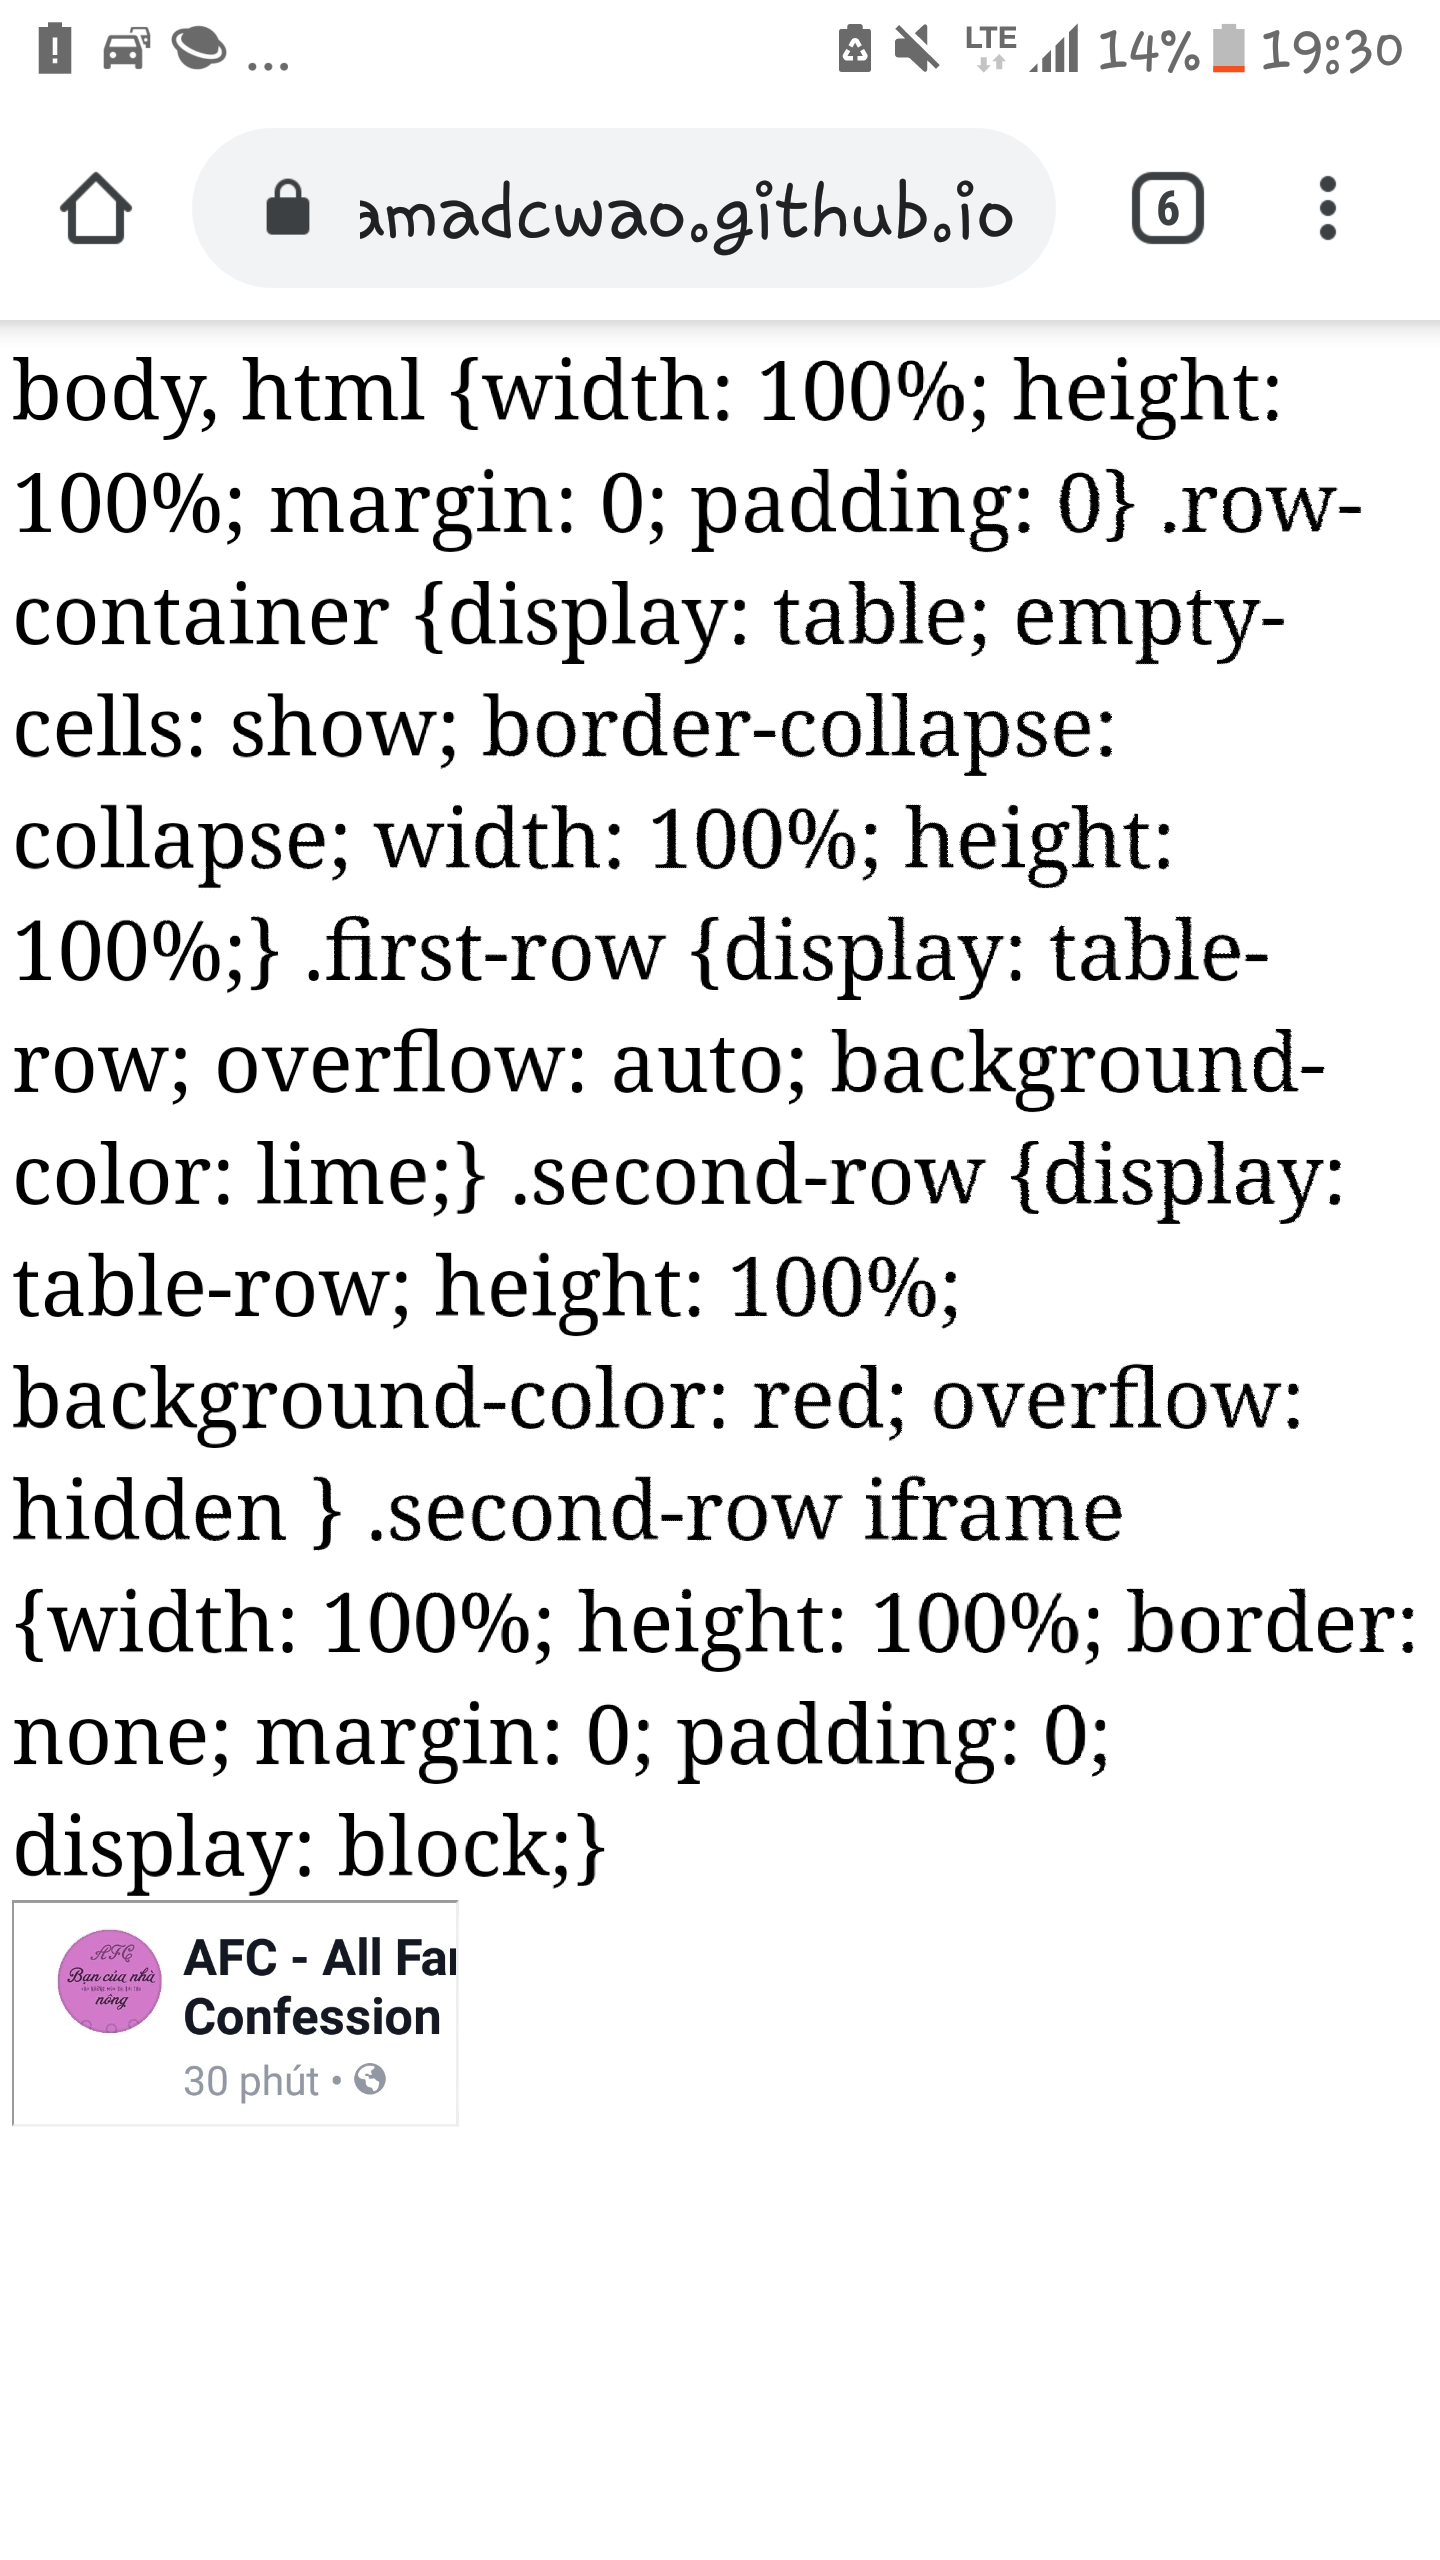 ... LTE 14% 19:30
amadcwao.github.io 6
body, html {width: 100%; height:
100%; margin: 0; padding: 0} .row-
container {display: table; empty-
cells: show; border-collapse:
collapse; width: 100%; height:
100%;} .first-row {display: table-
row; overflow: auto; background-
color: lime;} .second-row {display:
table-row; height: 100%;
background-color: red; overflow:
hidden } .second-row iframe
{width: 100%; height: 100%; border:
none; margin: 0; padding: 0;
display: block;}
AFC
Bạn của nhà
nông
AFC - All Far
Confession
30 phút •